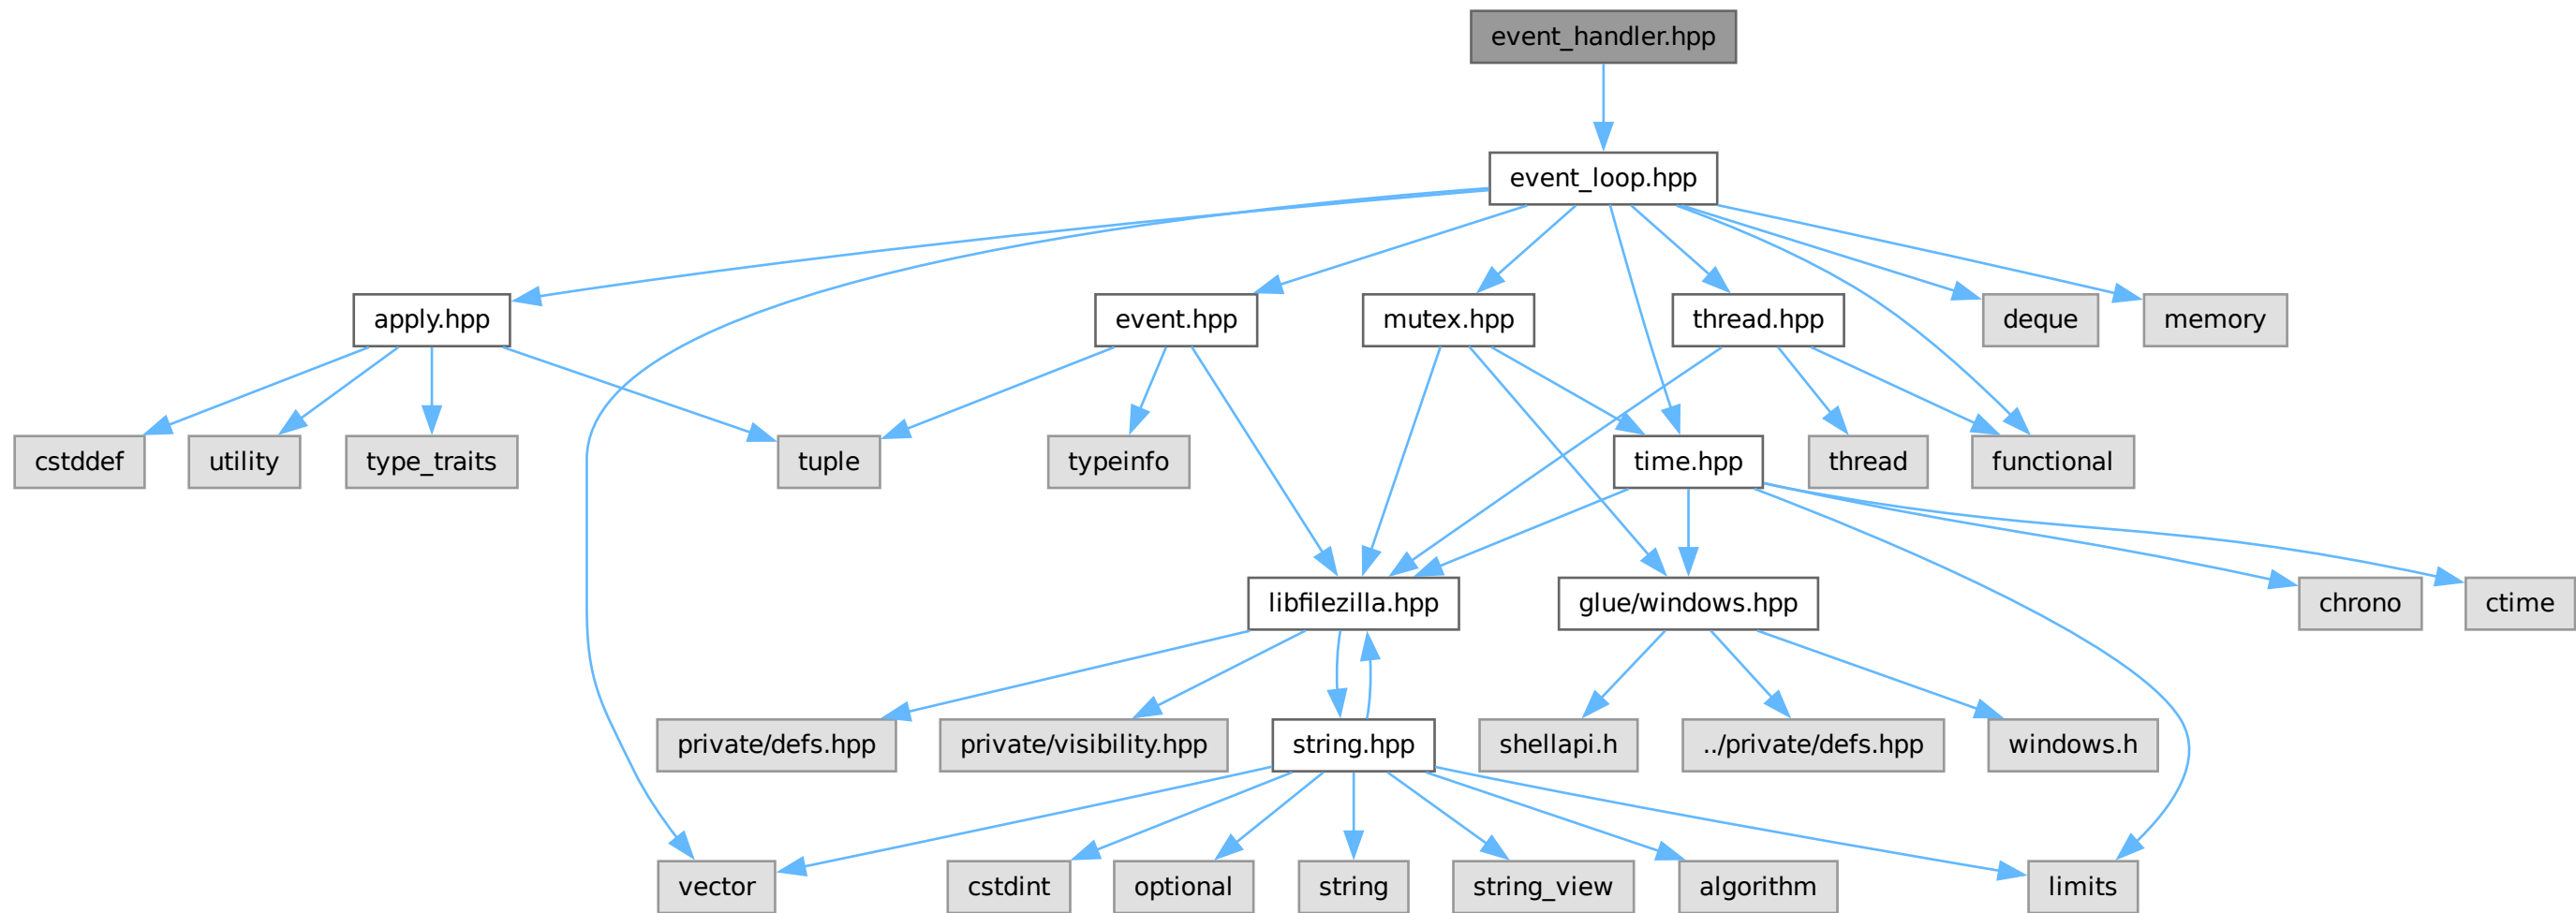 event_handler.hpp
event_loop.hpp
apply.hpp
event.hpp
mutex.hpp
thread.hpp
deque
memory
cstddef
utility
type_traits
tuple
typeinfo
time.hpp
thread
functional
libfilezilla.hpp
glue/windows.hpp
chrono
ctime
private/defs.hpp
private/visibility.hpp
string.hpp
shellapi.h
../private/defs.hpp
windows.h
vector
cstdint
optional
string
string_view
algorithm
limits